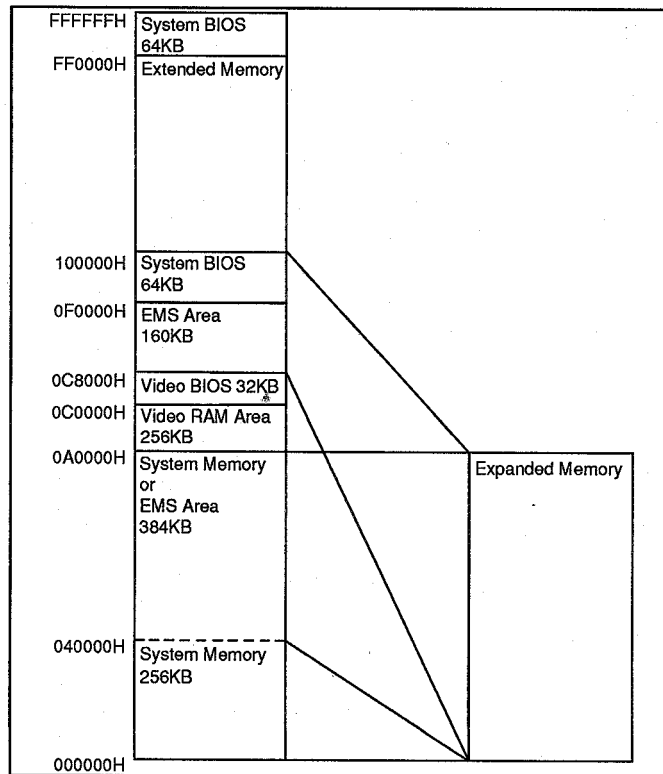 FFFFFFH
System BIOS
64KB
FF0000H
Extended Memory
100000H
System BIOS
64KB
0F0000H
EMS Area
160KB
0C8000H
Video BIOS 32KB
0C0000H
Video RAM Area
256KB
0A0000H
System Memory
or
EMS Area
384KB
Expanded Memory
040000H
System Memory
256KB
000000H